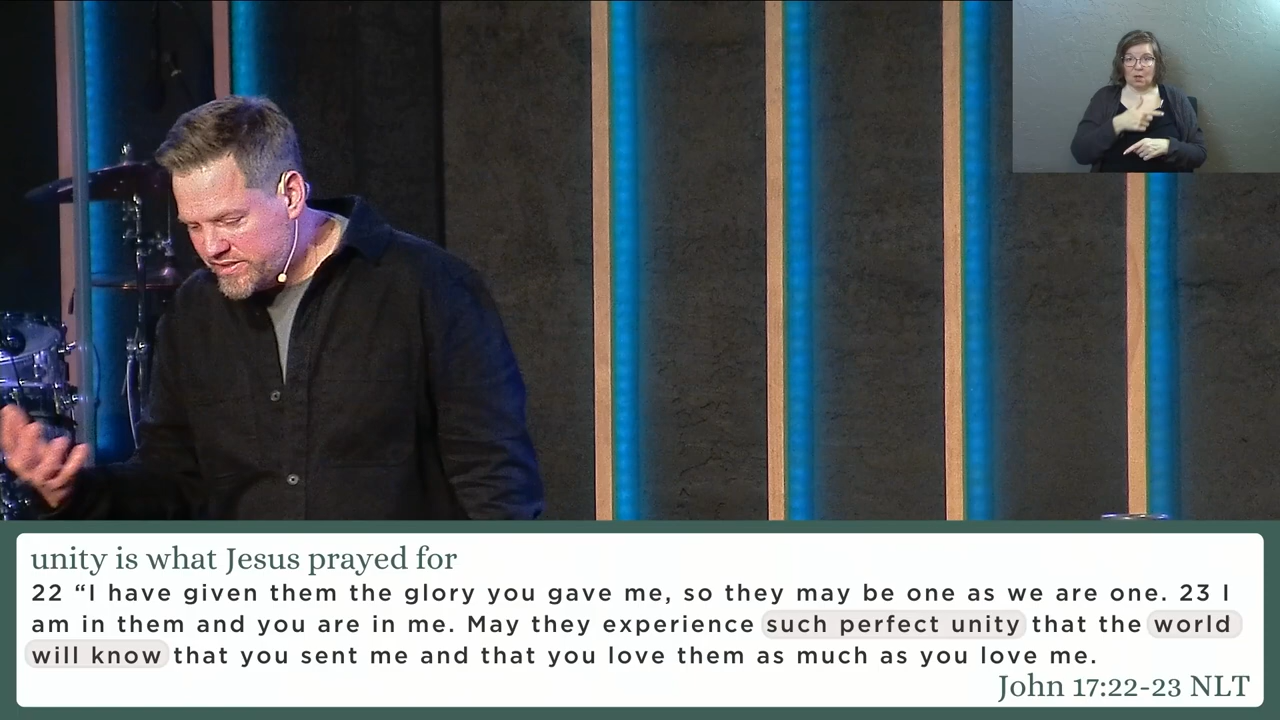 unity is what Jesus prayed for
22 “I have given them the glory you gave me, so they may be one as we are one. 23 I
am in them and you are in me. May they experience such perfect unity that the world
will know that you sent me and that you love them as much as you love me.
John 17:22-23 NLT